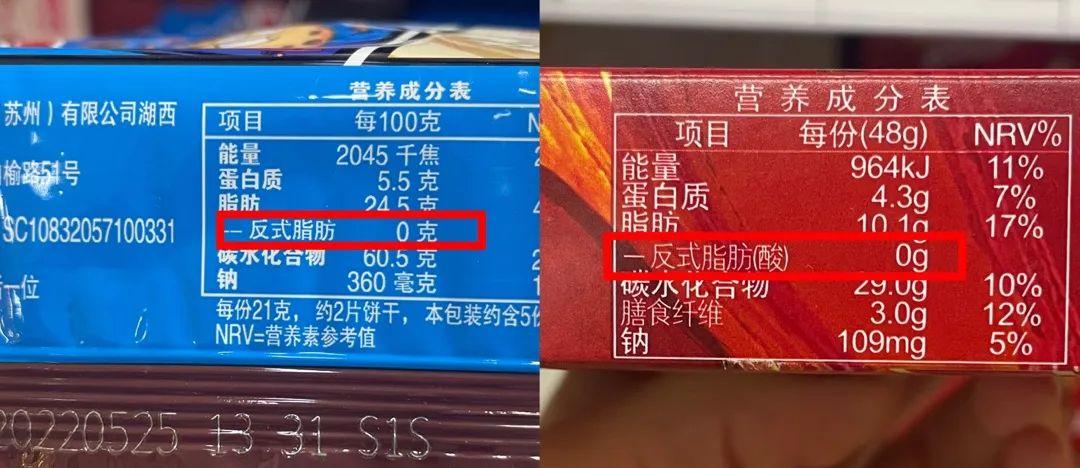 苏州）有限公司湖西
榆路51号
SC10832057100331
一位
营养成分表
项目 每100克
能量 2045 千焦
蛋白质 5.5 克
脂肪 24.5 克
— 反式脂肪 0 克
碳水化合物 60.5 克
钠 360 毫克
每份21克，约2片饼干，本包装约含5份
NRV=营养素参考值
20220525 13 31 S1S
营养成分表
项目 每份(48g) NRV%
能量 964kJ 11%
蛋白质 4.3g 7%
脂肪 10.1g 17%
— 反式脂肪(酸) 0g
碳水化合物 29.0g 10%
膳食纤维 3.0g 12%
钠 109mg 5%